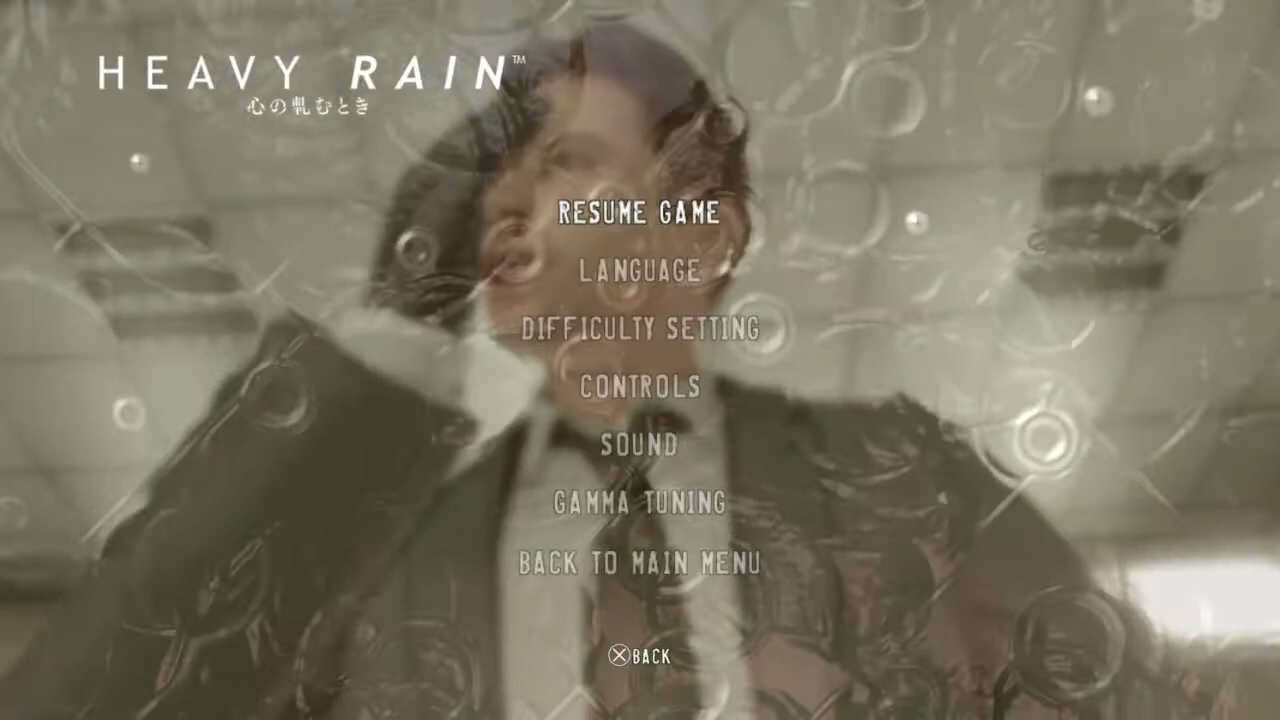 HEAVY RAIN™
心の軋むとき
RESUME GAME
LANGUAGE
DIFFICULTY SETTING
CONTROLS
SOUND
GAMMA TUNING
BACK TO MAIN MENU
BACK